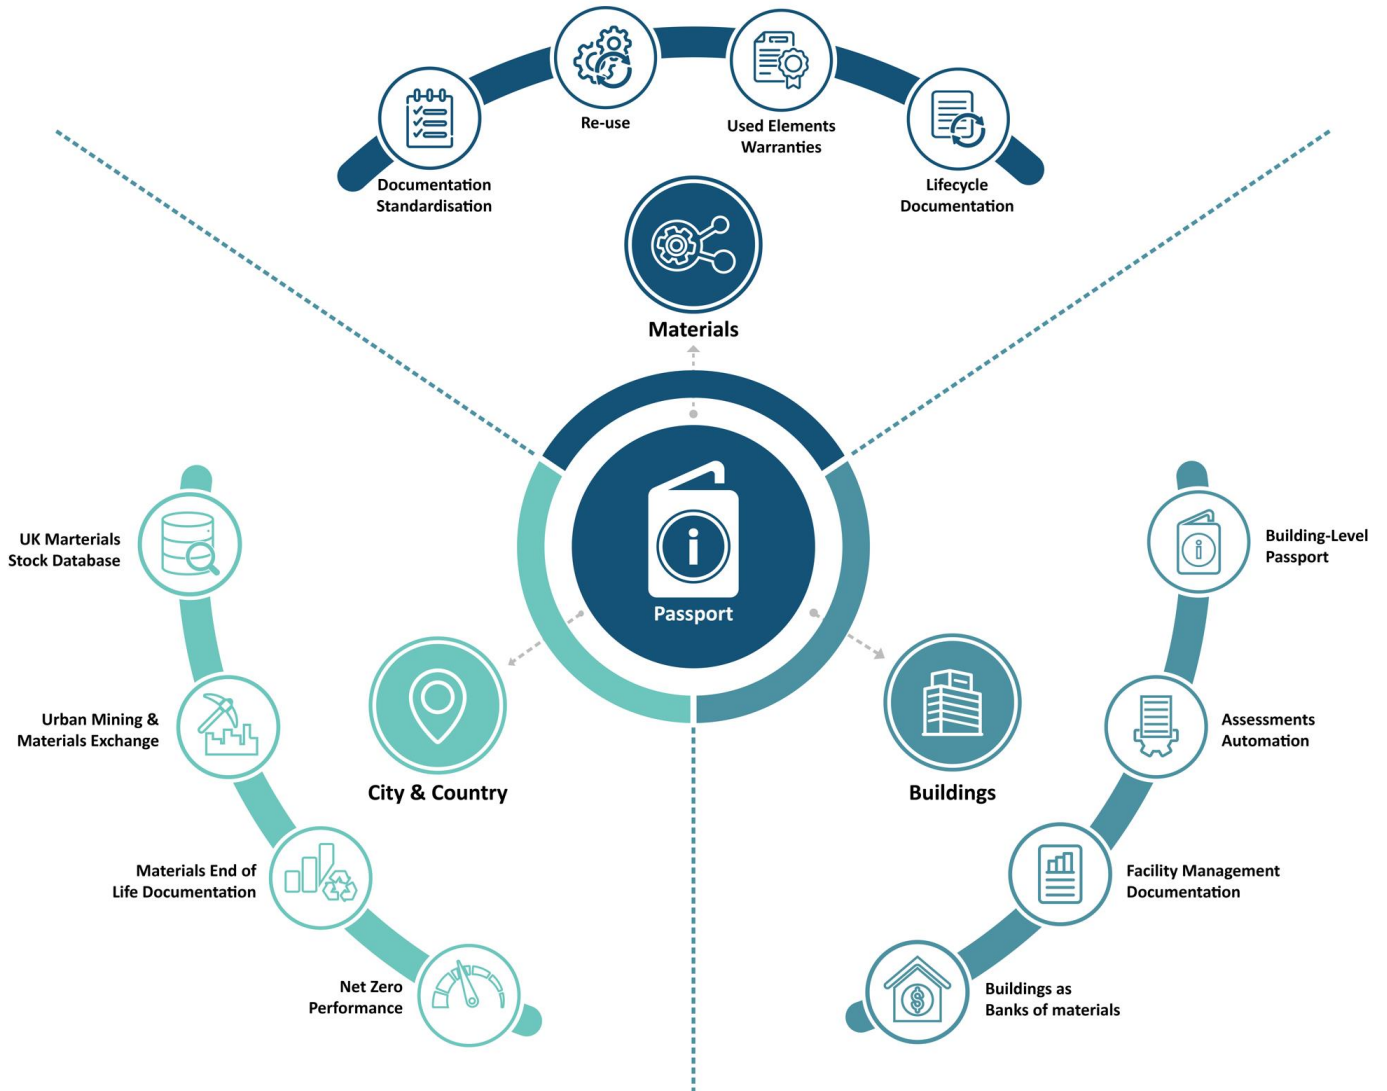 Documentation
Standardisation
Re-use
Used Elements
Warranties
Lifecycle
Documentation
Materials
Passport
UK Marterials
Stock Database
Urban Mining &
Materials Exchange
Materials End of
Life Documentation
Net Zero
Performance
City & Country
Buildings
Building-Level
Passport
Assessments
Automation
Facility Management
Documentation
Buildings as
Banks of materials